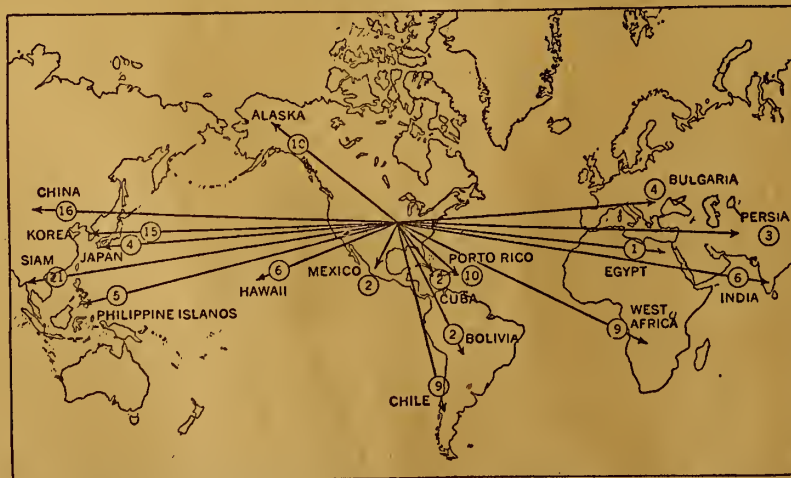 ALASKA
10
CHINA
16
KOREA
15
JAPAN
4
SIAM
21
5
PHILIPPINE ISLANDS
6
HAWAII
MEXICO
2
PORTO RICO
10
2
CUBA
2
BOLIVIA
9
CHILE
4
BULGARIA
PERSIA
3
1
EGYPT
6
INDIA
9
WEST
AFRICA